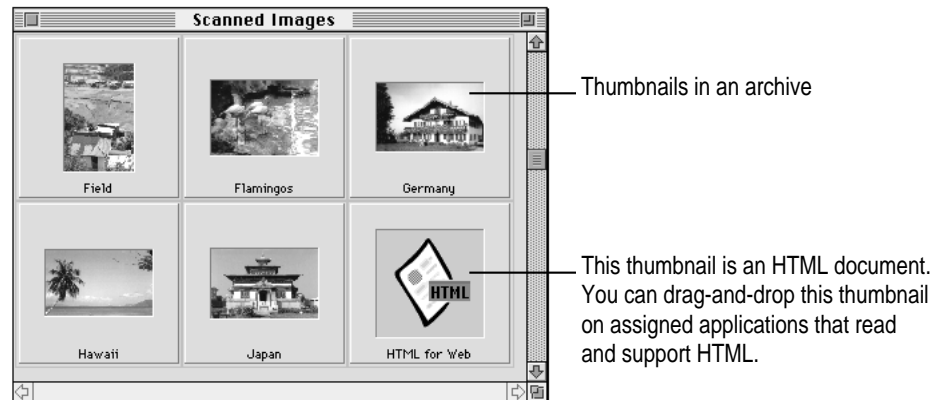 Scanned Images
Thumbnails in an archive
Field
Flamingos
Germany
This thumbnail is an HTML document.
You can drag-and-drop this thumbnail
on assigned applications that read
and support HTML.
HTML
Hawaii
Japan
HTML for Web